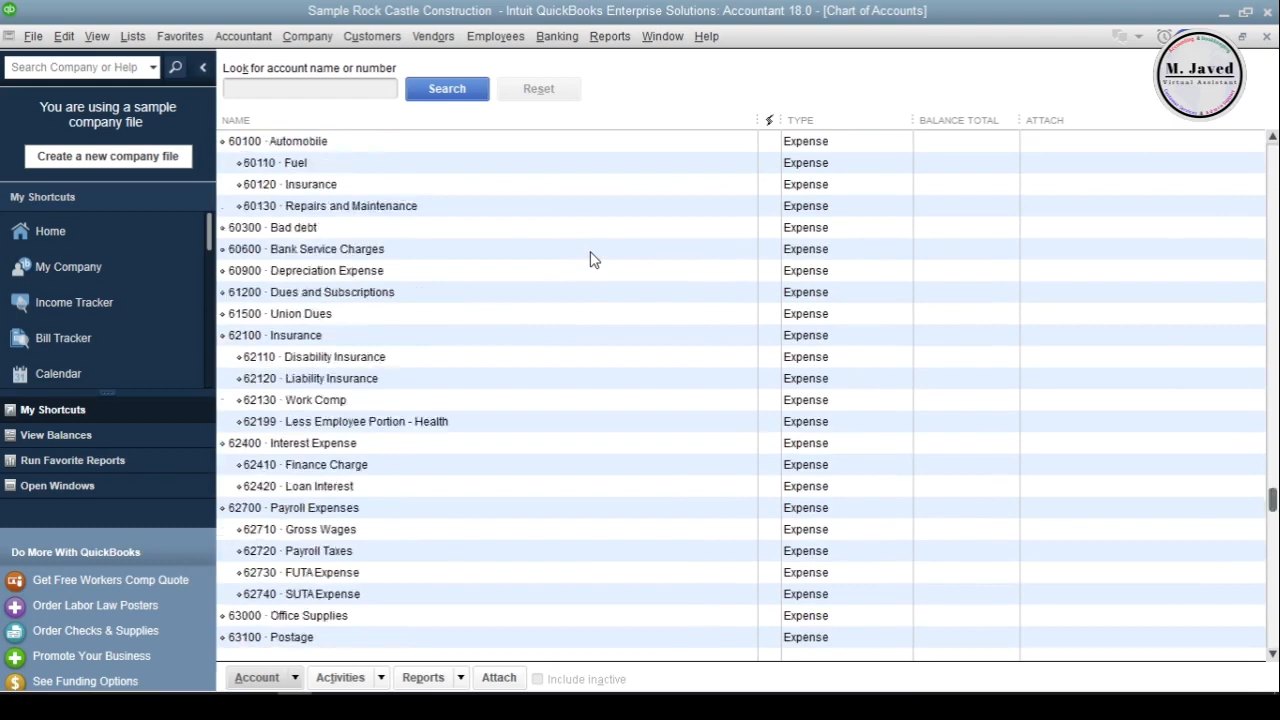 Sample Rock Castle Construction - Intuit QuickBooks Enterprise Solutions: Accountant 18.0 - [Chart of Accounts]
File Edit View Lists Favorites Accountant Company Customers Vendors Employees Banking Reports Window Help
Search Company or Help
You are using a sample
company file
Create a new company file
My Shortcuts
Home
My Company
Income Tracker
Bill Tracker
Calendar
My Shortcuts
View Balances
Run Favorite Reports
Open Windows
Do More With QuickBooks
Get Free Workers Comp Quote
Order Labor Law Posters
Order Checks & Supplies
Promote Your Business
See Funding Options
Look for account name or number
Search Reset
M. Javed
Virtual Assistant
NAME TYPE BALANCE TOTAL ATTACH
60100 · Automobile Expense
60110 · Fuel Expense
60120 · Insurance Expense
60130 · Repairs and Maintenance Expense
60300 · Bad debt Expense
60600 · Bank Service Charges Expense
60900 · Depreciation Expense Expense
61200 · Dues and Subscriptions Expense
61500 · Union Dues Expense
62100 · Insurance Expense
62110 · Disability Insurance Expense
62120 · Liability Insurance Expense
62130 · Work Comp Expense
62199 · Less Employee Portion - Health Expense
62400 · Interest Expense Expense
62410 · Finance Charge Expense
62420 · Loan Interest Expense
62700 · Payroll Expenses Expense
62710 · Gross Wages Expense
62720 · Payroll Taxes Expense
62730 · FUTA Expense Expense
62740 · SUTA Expense Expense
63000 · Office Supplies Expense
63100 · Postage Expense
Account Activities Reports Attach Include inactive